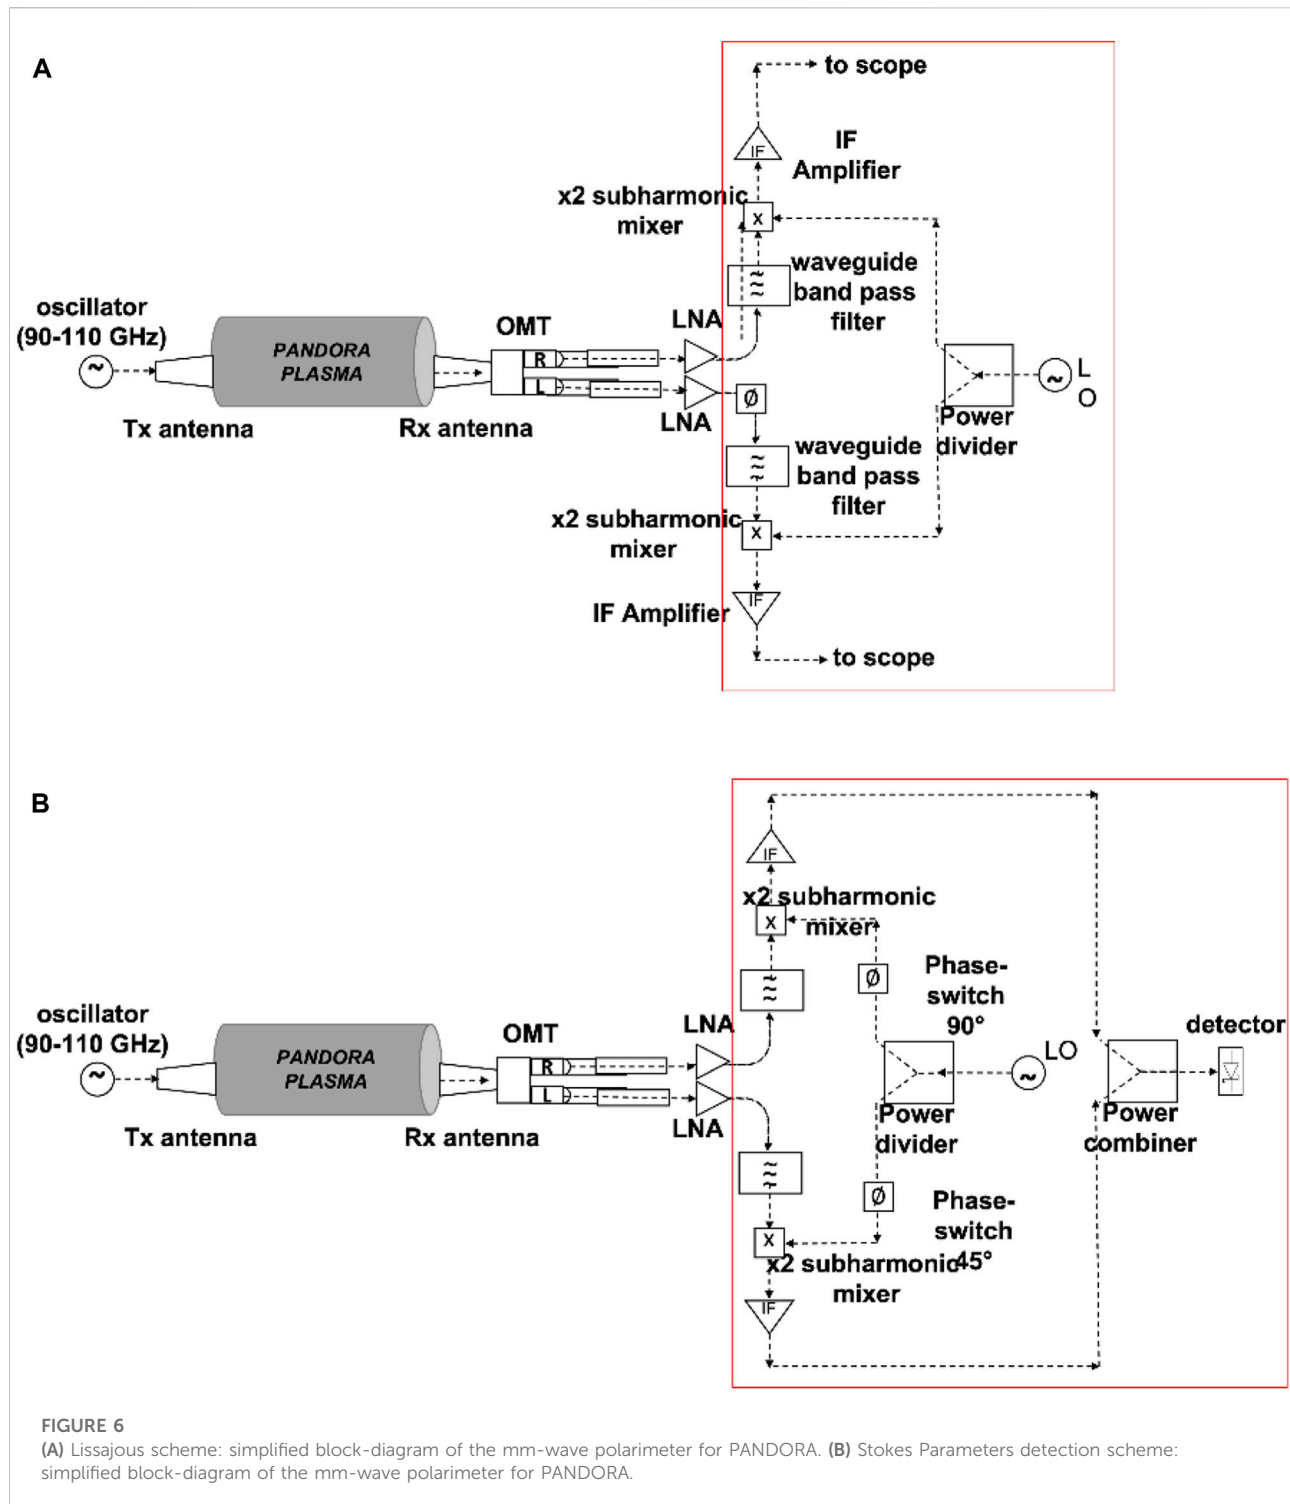 A
to scope
IF
IF
Amplifier
x2 subharmonic
mixer
x
waveguide
band pass
filter
oscillator
(90-110 GHz)
~
PANDORA
PLASMA
OMT
R
L
LNA
LNA
Ø
~
L
O
Tx antenna
Rx antenna
Power
divider
waveguide
band pass
filter
x2 subharmonic
mixer
x
IF Amplifier
IF
to scope
B
IF
x2 subharmonic
mixer
x
Ø
Phase-
switch
90°
oscillator
(90-110 GHz)
~
PANDORA
PLASMA
OMT
R
L
LNA
LNA
~
LO
detector
Tx antenna
Rx antenna
Power
divider
Power
combiner
Ø
Phase-
switch
45°
x
x2 subharmonic
mixer
IF
FIGURE 6
(A) Lissajous scheme: simplified block-diagram of the mm-wave polarimeter for PANDORA. (B) Stokes Parameters detection scheme:
simplified block-diagram of the mm-wave polarimeter for PANDORA.